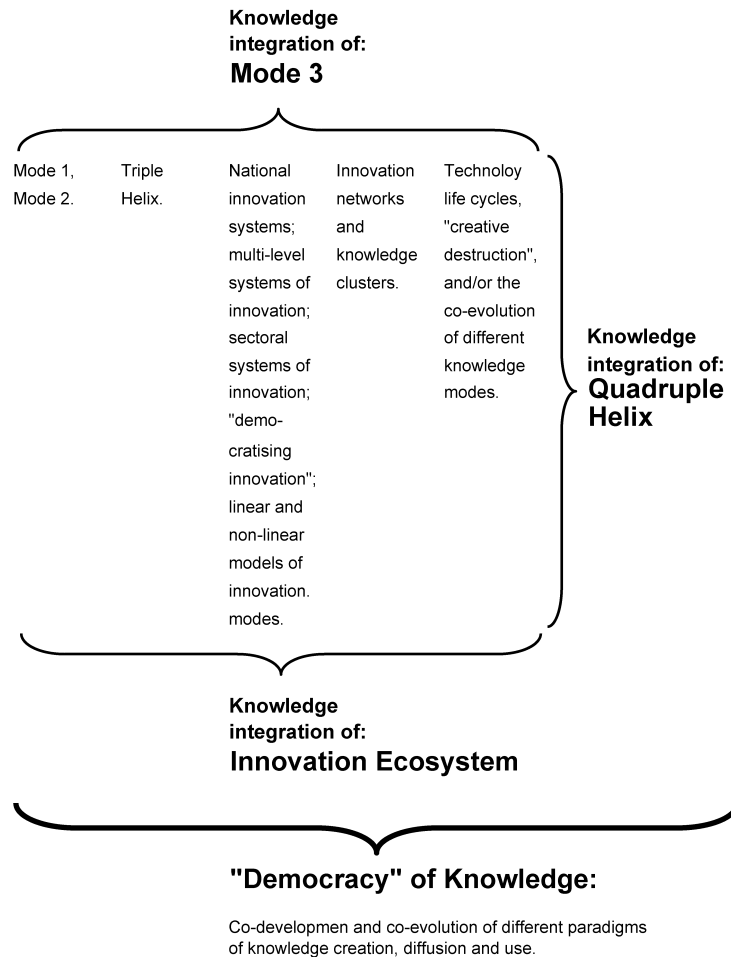 Knowledge
integration of:
Mode 3
Mode 1,
Mode 2.
Triple
Helix.
National
innovation
systems;
multi-level
systems of
innovation;
sectoral
systems of
innovation;
"demo-
cratising
innovation";
linear and
non-linear
models of
innovation.
modes.
Innovation
networks
and
knowledge
clusters.
Technoloy
life cycles,
"creative
destruction",
and/or the
co-evolution
of different
knowledge
modes.
Knowledge
integration of:
Quadruple
Helix
Knowledge
integration of:
Innovation Ecosystem
"Democracy" of Knowledge:
Co-developmen and co-evolution of different paradigms
of knowledge creation, diffusion and use.